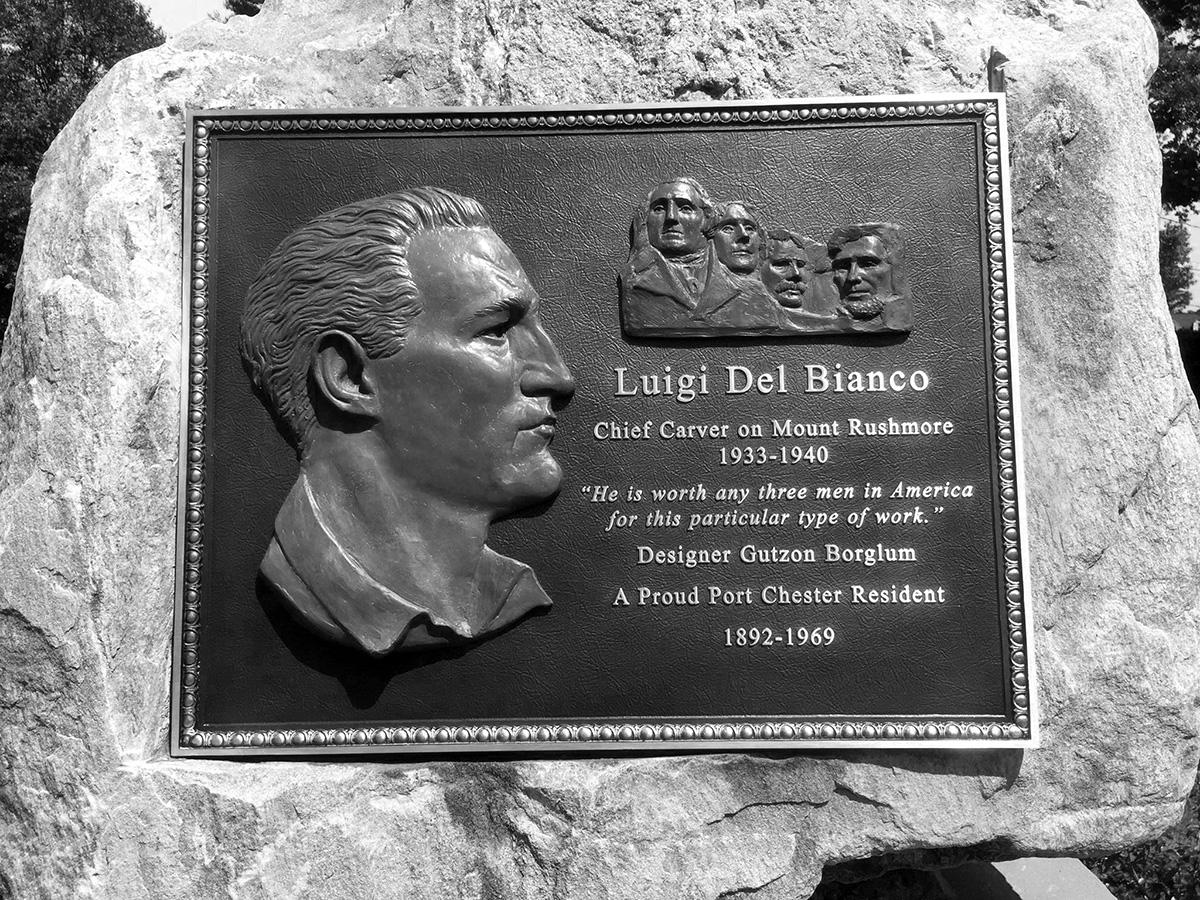 Luigi Del Bianco
Chief Carver on Mount Rushmore
1933-1940
“He is worth any three men in America
for this particular type of work.”
Designer Gutzon Borglum
A Proud Port Chester Resident
1892-1969